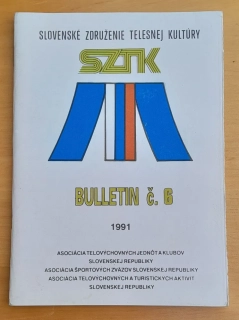 SLOVENSKÉ ZDRUŽENIE TELESNEJ KULTÚRY
SZTK
BULLETIN č. 6
1991
ASOCIÁCIA TELOVÝCHOVNÝCH JEDNÔT A KLUBOV
SLOVENSKEJ REPUBLIKY
ASOCIÁCIA ŠPORTOVÝCH ZVÄZOV SLOVENSKEJ REPUBLIKY
ASOCIÁCIA TELOVÝCHOVNÝCH A TURISTICKÝCH AKTIVÍT
SLOVENSKEJ REPUBLIKY